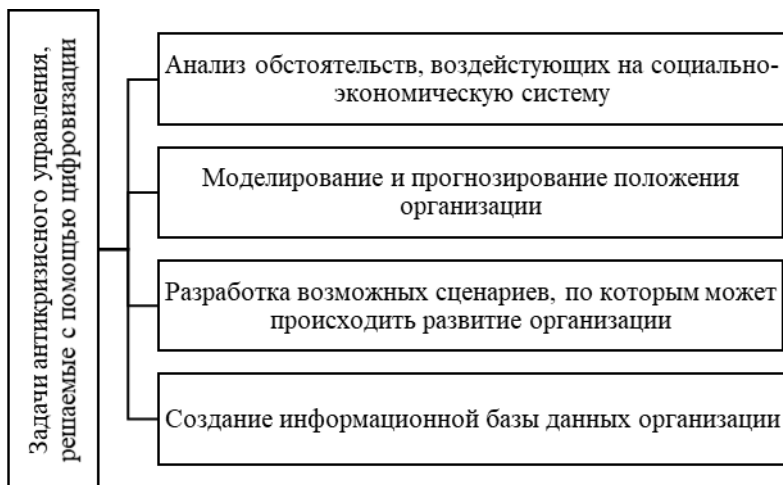 Задачи антикризисного управления,
решаемые с помощью цифровизации
Анализ обстоятельств, воздейстующих на социально-
экономическую систему
Моделирование и прогнозирование положения
организации
Разработка возможных сценариев, по которым может
происходить развитие организации
Создание информационной базы данных организации